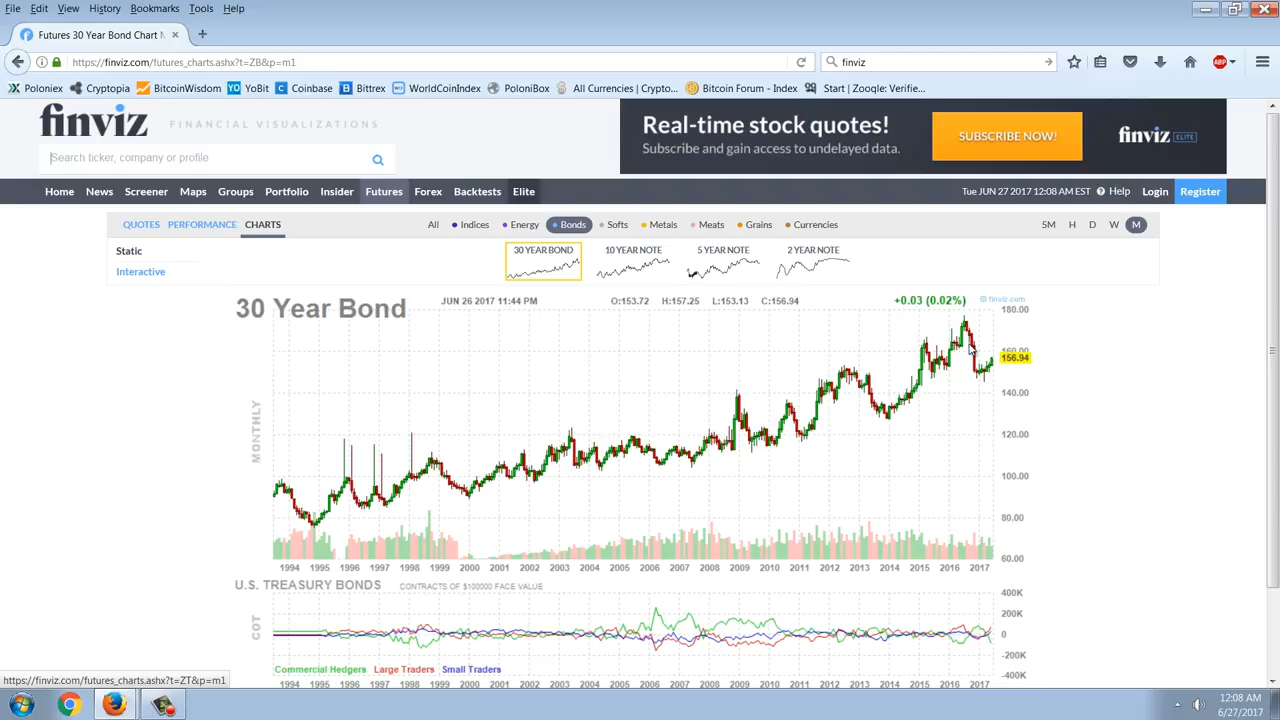 File Edit View History Bookmarks Tools Help
Futures 30 Year Bond Chart M
https://finviz.com/futures_charts.ashx?t=ZB&p=m1
finviz
Poloniex Cryptopia BitcoinWisdom YoBit Coinbase Bittrex WorldCoinIndex PoloniBox All Currencies | Crypto... Bitcoin Forum - Index Start | Zooqle: Verifie...
finviz FINANCIAL VISUALIZATIONS
Real-time stock quotes!
Subscribe and gain access to undelayed data.
SUBSCRIBE NOW!
finviz ELITE
Search ticker, company or profile
Home News Screener Maps Groups Portfolio Insider Futures Forex Backtests Elite
Tue JUN 27 2017 12:08 AM EST Help Login Register
QUOTES PERFORMANCE CHARTS
All Indices Energy Bonds Softs Metals Meats Grains Currencies
5M H D W M
Static
Interactive
30 YEAR BOND 10 YEAR NOTE 5 YEAR NOTE 2 YEAR NOTE
30 Year Bond
JUN 26 2017 11:44 PM O:153.72 H:157.25 L:153.13 C:156.94 +0.03 (0.02%) © finviz.com
180.00
160.00
156.94
140.00
120.00
100.00
80.00
60.00
MONTHLY
1994 1995 1996 1997 1998 1999 2000 2001 2002 2003 2004 2005 2006 2007 2008 2009 2010 2011 2012 2013 2014 2015 2016 2017
U.S. TREASURY BONDS CONTRACTS OF $100000 FACE VALUE
400K
200K
0
-200K
-400K
COT
Commercial Hedgers Large Traders Small Traders
1994 1995 1996 1997 1998 1999 2000 2001 2002 2003 2004 2005 2006 2007 2008 2009 2010 2011 2012 2013 2014 2015 2016 2017
https://finviz.com/futures_charts.ashx?t=ZT&p=m1
12:08 AM
6/27/2017